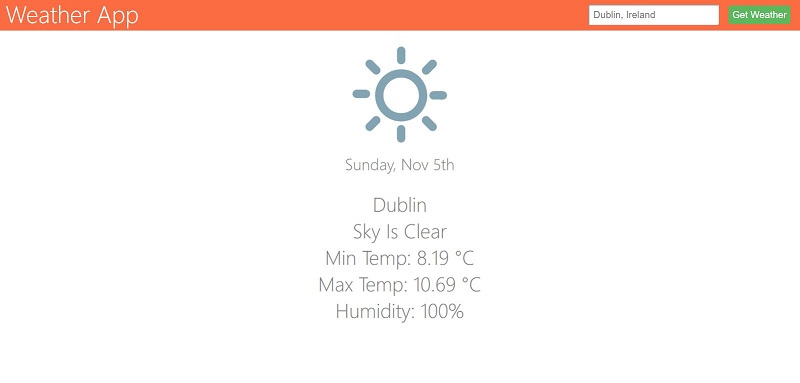 Weather App
Dublin, Ireland
Get Weather
Sunday, Nov 5th
Dublin
Sky Is Clear
Min Temp: 8.19 °C
Max Temp: 10.69 °C
Humidity: 100%